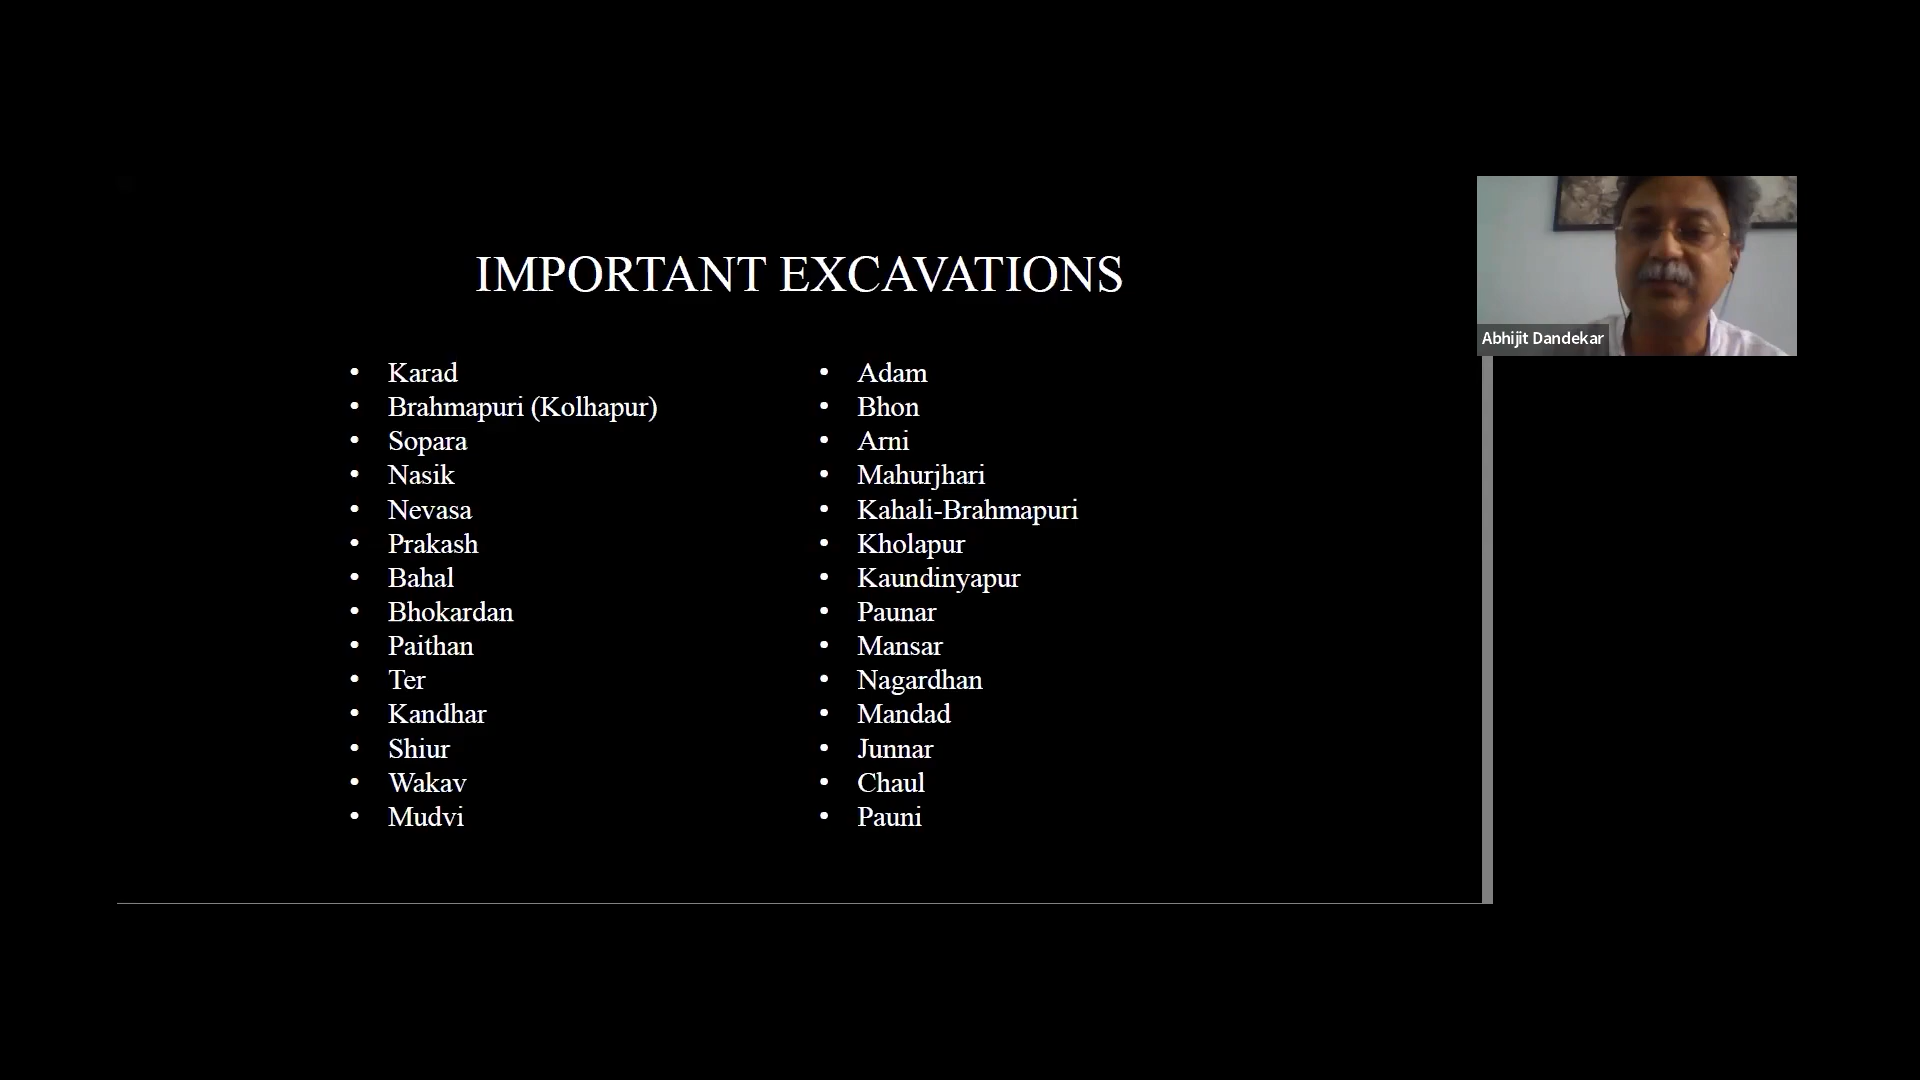 IMPORTANT EXCAVATIONS
• Karad
• Brahmapuri (Kolhapur)
• Sopara
• Nasik
• Nevasa
• Prakash
• Bahal
• Bhokardan
• Paithan
• Ter
• Kandhar
• Shiur
• Wakav
• Mudvi
• Adam
• Bhon
• Arni
• Mahurjhari
• Kahali-Brahmapuri
• Kholapur
• Kaundinyapur
• Paunar
• Mansar
• Nagardhan
• Mandad
• Junnar
• Chaul
• Pauni
Abhijit Dandekar